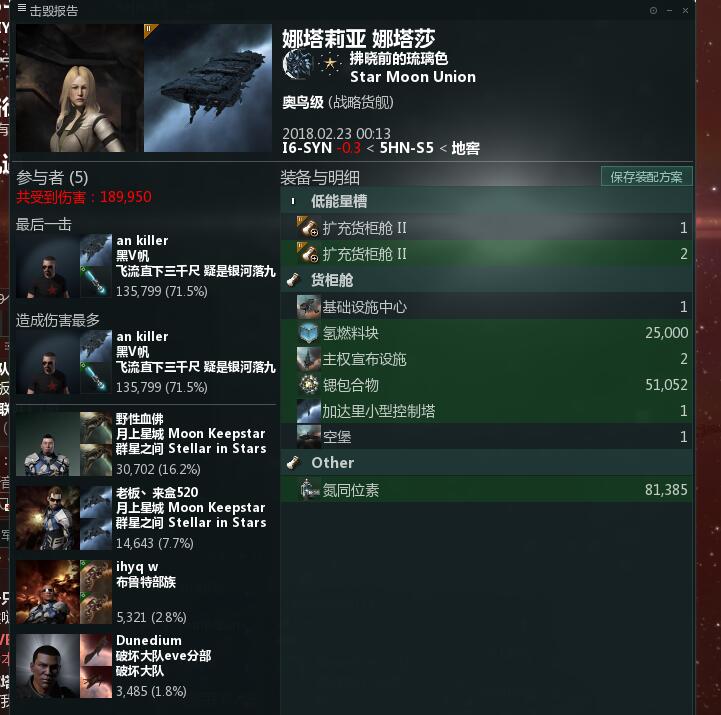 击毁报告
娜塔莉亚 娜塔莎
拂晓前的琉璃色
Star Moon Union
奥鸟级 (战略货舰)
2018.02.23 00:13
I6-SYN -0.3 < 5HN-S5 < 地窖
参与者 (5)
共受到伤害：189,950
最后一击
an killer
黑V帆
飞流直下三千尺 疑是银河落九
135,799 (71.5%)
造成伤害最多
an killer
黑V帆
飞流直下三千尺 疑是银河落九
135,799 (71.5%)
野性血佛
月上星城 Moon Keepstar
群星之间 Stellar in Stars
30,702 (16.2%)
老板、来盒520
月上星城 Moon Keepstar
群星之间 Stellar in Stars
14,643 (7.7%)
ihyq w
布鲁特部族
5,321 (2.8%)
Dunedium
破坏大队eve分部
破坏大队
3,485 (1.8%)
装备与明细
保存装配方案
低能量槽
扩充货柜舱 II 1
扩充货柜舱 II 2
货柜舱
基础设施中心 1
氢燃料块 25,000
主权宣布设施 2
锶包合物 51,052
加达里小型控制塔 1
空堡 1
Other
氮同位素 81,385